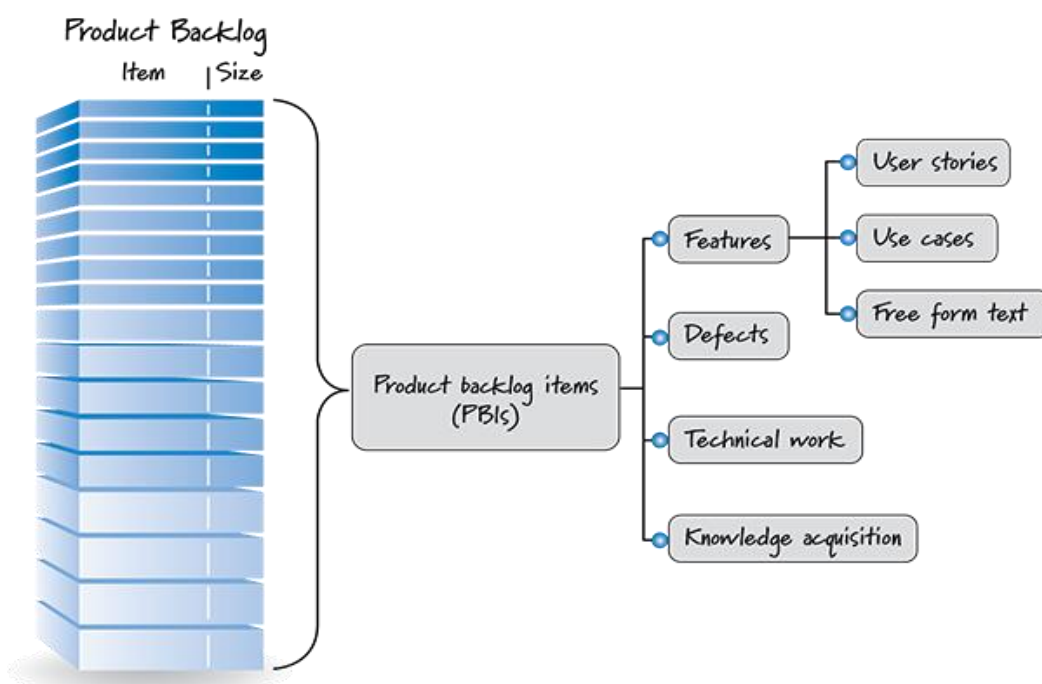 Product Backlog
Item | Size
Product backlog items
(PBIs)
Features
Defects
Technical work
Knowledge acquisition
User stories
Use cases
Free form text